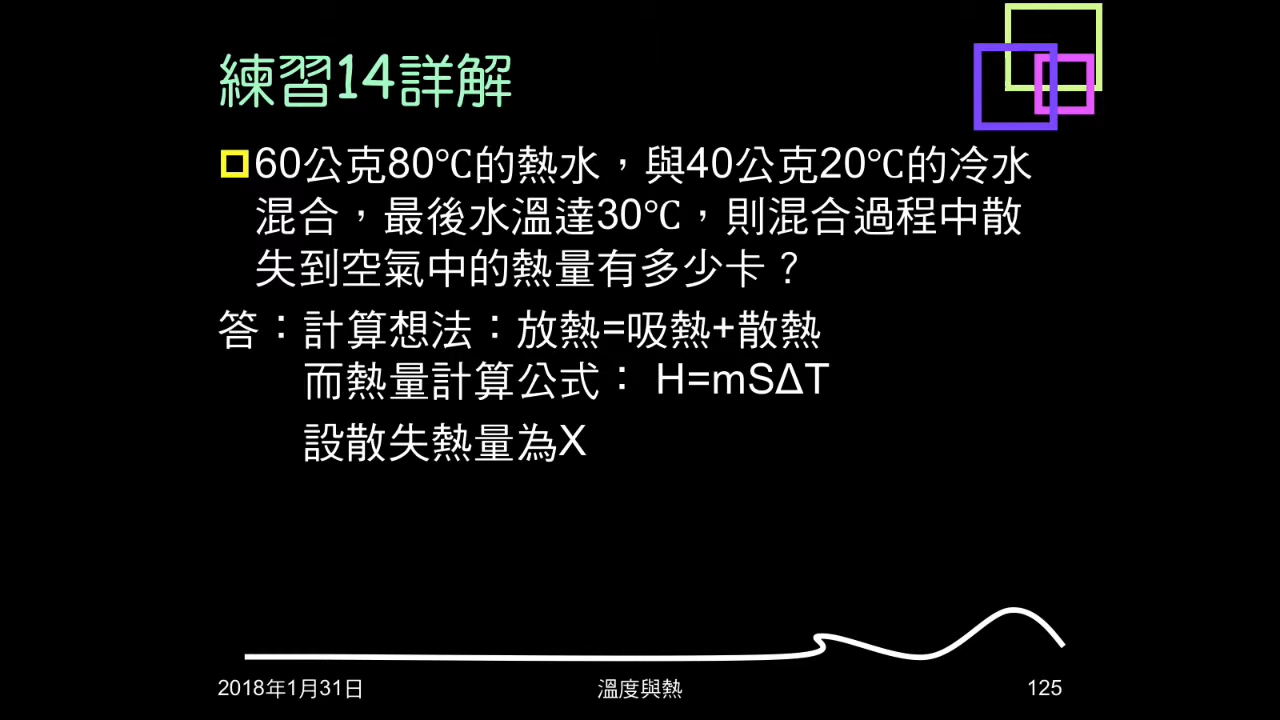 練習14詳解
60公克80℃的熱水，與40公克20℃的冷水
混合，最後水溫達30℃，則混合過程中散
失到空氣中的熱量有多少卡？
答：計算想法：放熱=吸熱+散熱
而熱量計算公式： H=mSΔT
設散失熱量為X
2018年1月31日 溫度與熱 125